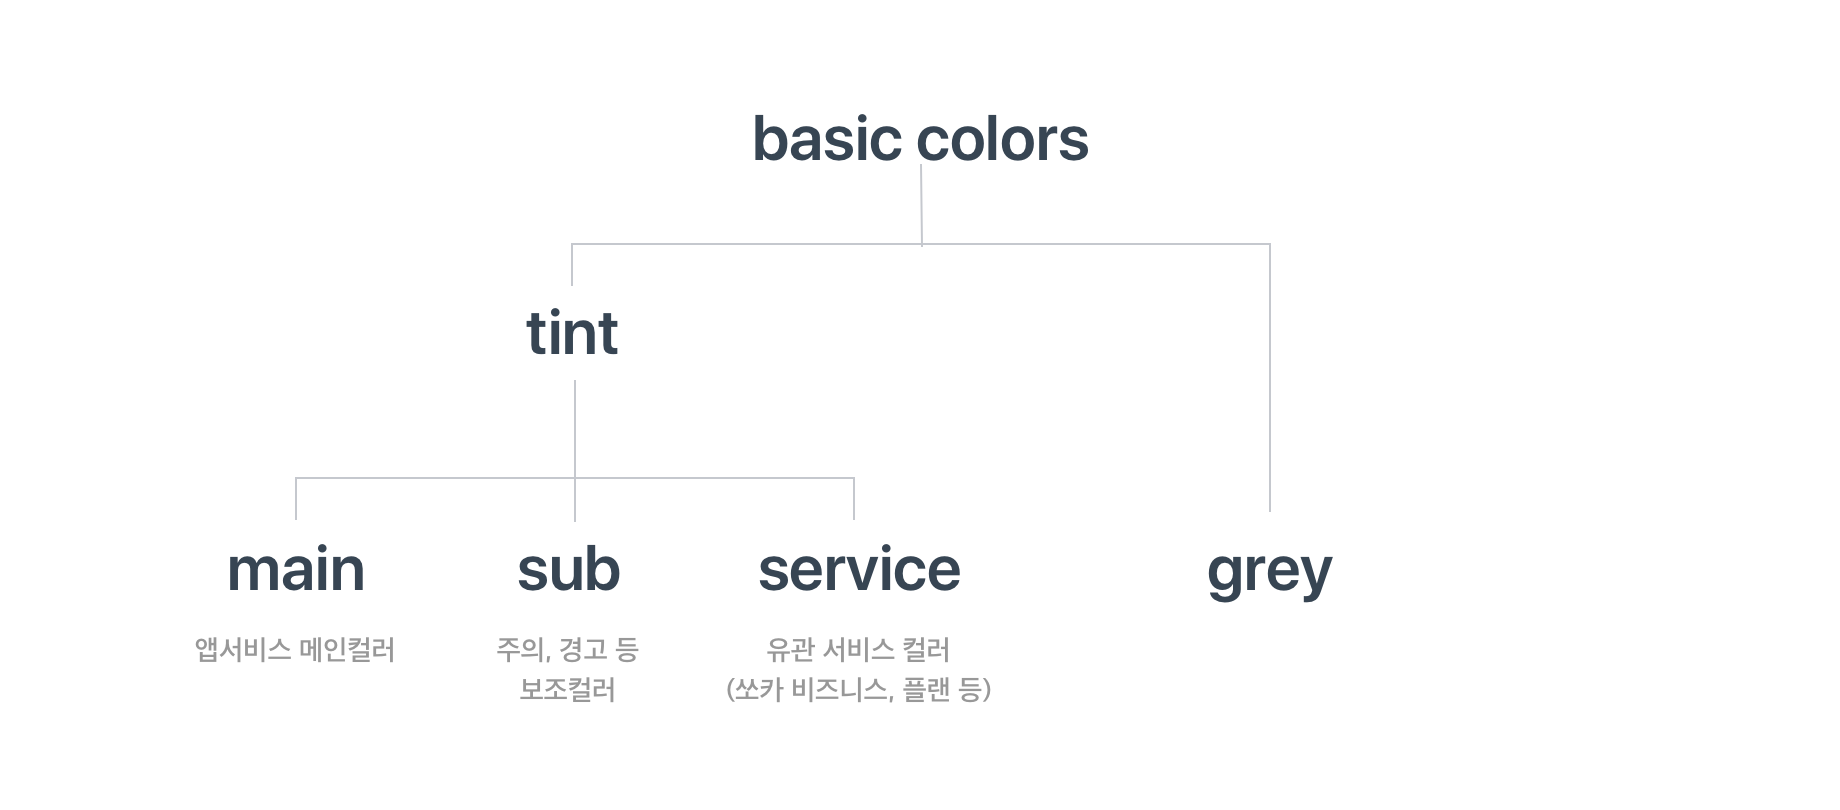 basic colors
tint
main
sub
service
grey
앱서비스 메인컬러
주의, 경고 등
보조컬러
유관 서비스 컬러
(쏘카 비즈니스, 플랜 등)